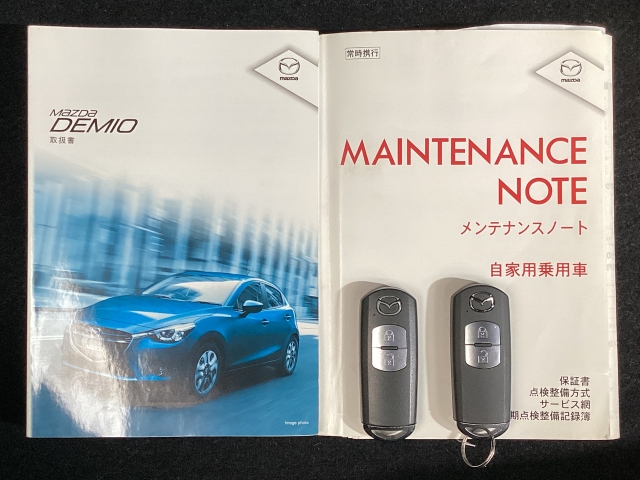 mazda
mazda
DEMIO
取扱書
Image photo
常時携行
mazda
MAINTENANCE
NOTE
メンテナンスノート
自家用乗用車
保証書
点検整備方式
サービス網
期点検整備記録簿